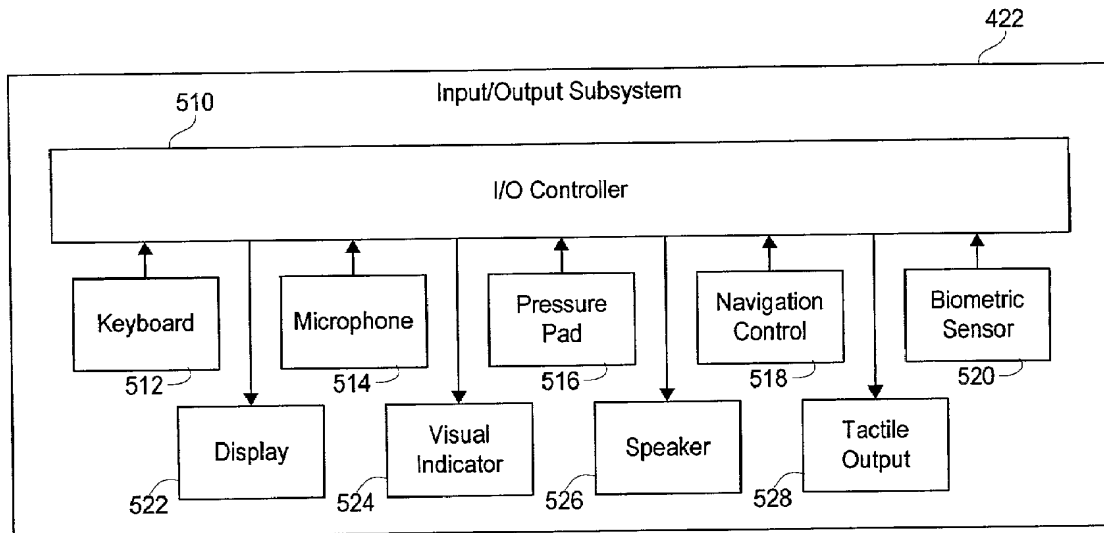 422
Input/Output Subsystem
510
I/O Controller
Keyboard
512
Microphone
514
Pressure
Pad
516
Navigation
Control
518
Biometric
Sensor
520
Display
522
Visual
Indicator
524
Speaker
526
Tactile
Output
528